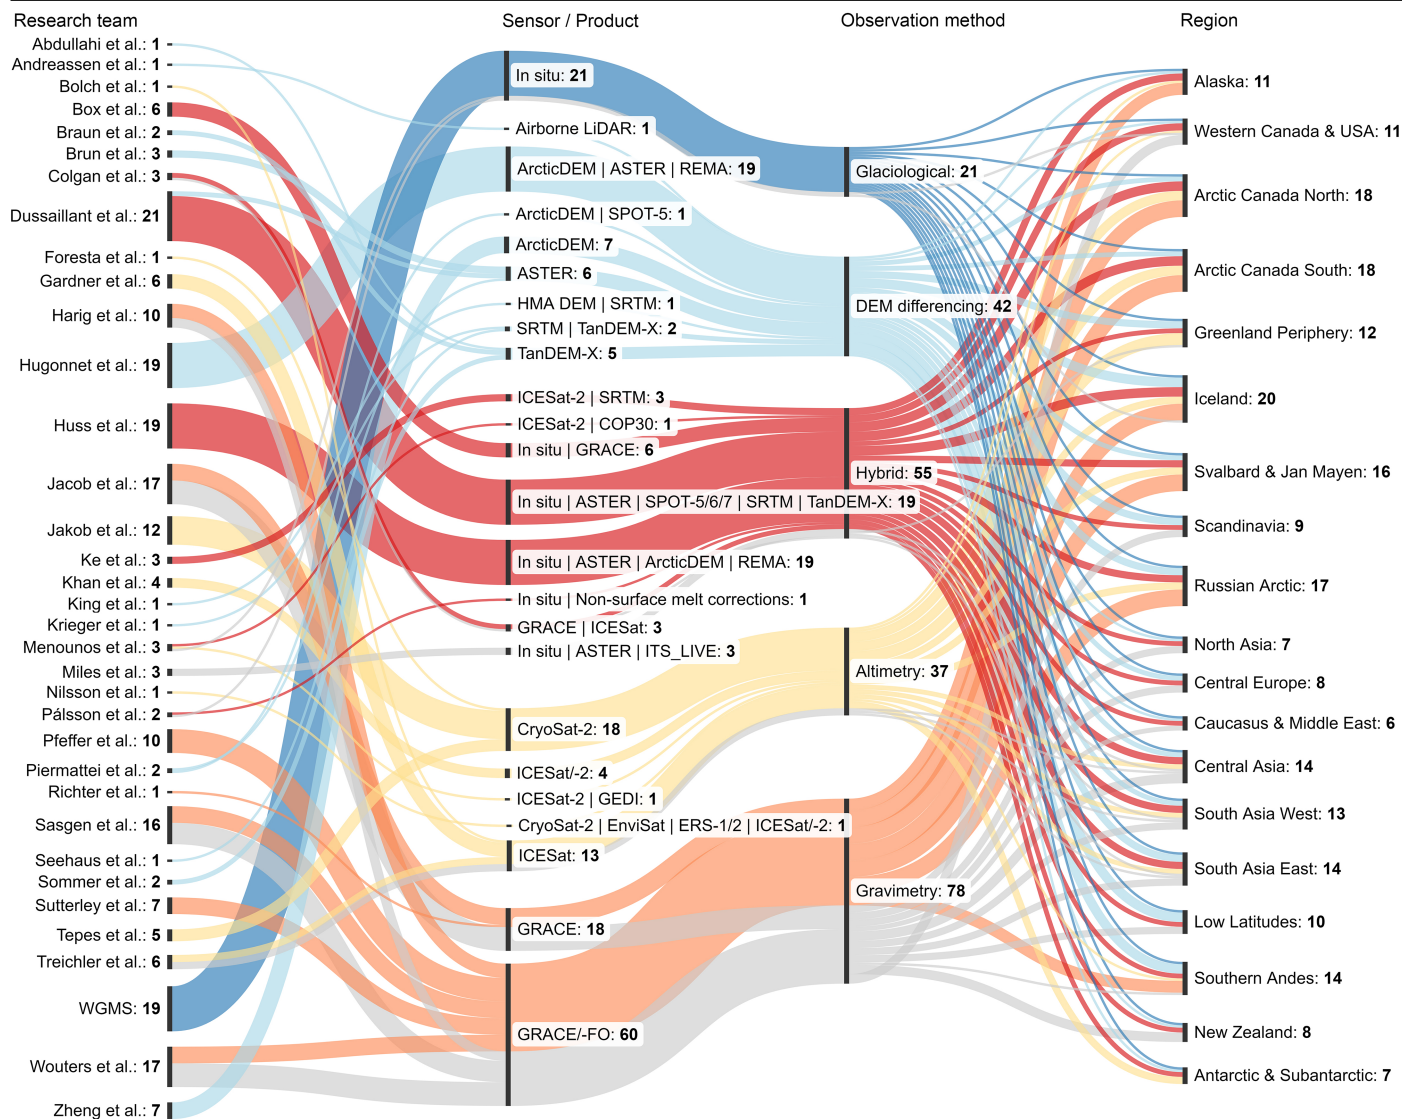 Research team
Sensor / Product
Observation method
Region
Abdullahi et al.: 1
Andreassen et al.: 1
Bolch et al.: 1
Box et al.: 6
Braun et al.: 2
Brun et al.: 3
Colgan et al.: 3
Dussaillant et al.: 21
Foresta et al.: 1
Gardner et al.: 6
Harig et al.: 10
Hugonnet et al.: 19
Huss et al.: 19
Jacob et al.: 17
Jakob et al.: 12
Ke et al.: 3
Khan et al.: 4
King et al.: 1
Krieger et al.: 1
Menounos et al.: 3
Miles et al.: 3
Nilsson et al.: 1
Pálsson et al.: 2
Pfeffer et al.: 10
Piermattei et al.: 2
Richter et al.: 1
Sasgen et al.: 16
Seehaus et al.: 1
Sommer et al.: 2
Sutterley et al.: 7
Tepes et al.: 5
Treichler et al.: 6
WGMS: 19
Wouters et al.: 17
Zheng et al.: 7
In situ: 21
Airborne LiDAR: 1
ArcticDEM | ASTER | REMA: 19
ArcticDEM | SPOT-5: 1
ArcticDEM: 7
ASTER: 6
HMA DEM | SRTM: 1
SRTM | TanDEM-X: 2
TanDEM-X: 5
ICESat-2 | SRTM: 3
ICESat-2 | COP30: 1
In situ | GRACE: 6
In situ | ASTER | SPOT-5/6/7 | SRTM | TanDEM-X: 19
In situ | ASTER | ArcticDEM | REMA: 19
In situ | Non-surface melt corrections: 1
GRACE | ICESat: 3
In situ | ASTER | ITS_LIVE: 3
CryoSat-2: 18
ICESat/-2: 4
ICESat-2 | GEDI: 1
CryoSat-2 | EnviSat | ERS-1/2 | ICESat/-2: 1
ICESat: 13
GRACE: 18
GRACE/-FO: 60
Glaciological: 21
DEM differencing: 42
Hybrid: 55
Altimetry: 37
Gravimetry: 78
Alaska: 11
Western Canada & USA: 11
Arctic Canada North: 18
Arctic Canada South: 18
Greenland Periphery: 12
Iceland: 20
Svalbard & Jan Mayen: 16
Scandinavia: 9
Russian Arctic: 17
North Asia: 7
Central Europe: 8
Caucasus & Middle East: 6
Central Asia: 14
South Asia West: 13
South Asia East: 14
Low Latitudes: 10
Southern Andes: 14
New Zealand: 8
Antarctic & Subantarctic: 7